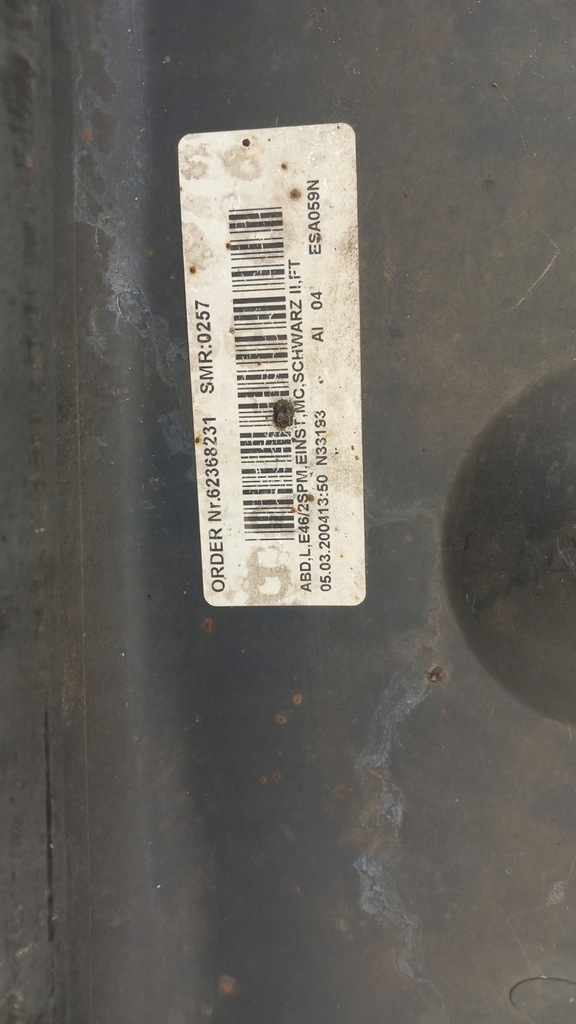 ORDER Nr.62368231 SMR:0257
ABD,L,E46/2SPM,EINST,MC,SCHWARZ II,FT
05.03.200413:50 N33193 AI 04 ESA059N